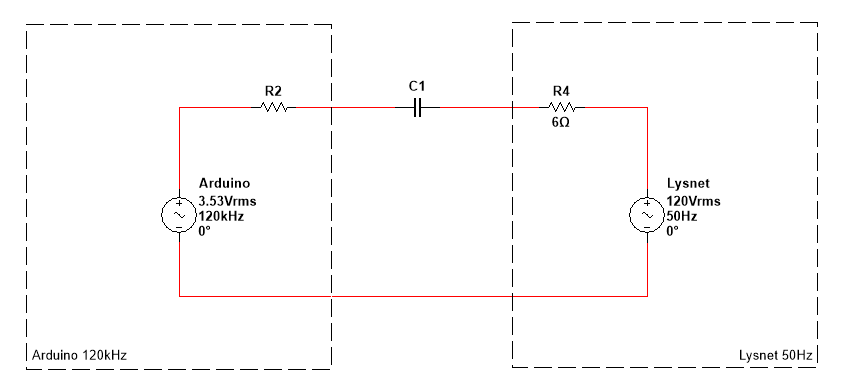 R2
C1
R4
6Ω
Arduino
3.53Vrms
120kHz
0°
Lysnet
120Vrms
50Hz
0°
Arduino 120kHz
Lysnet 50Hz